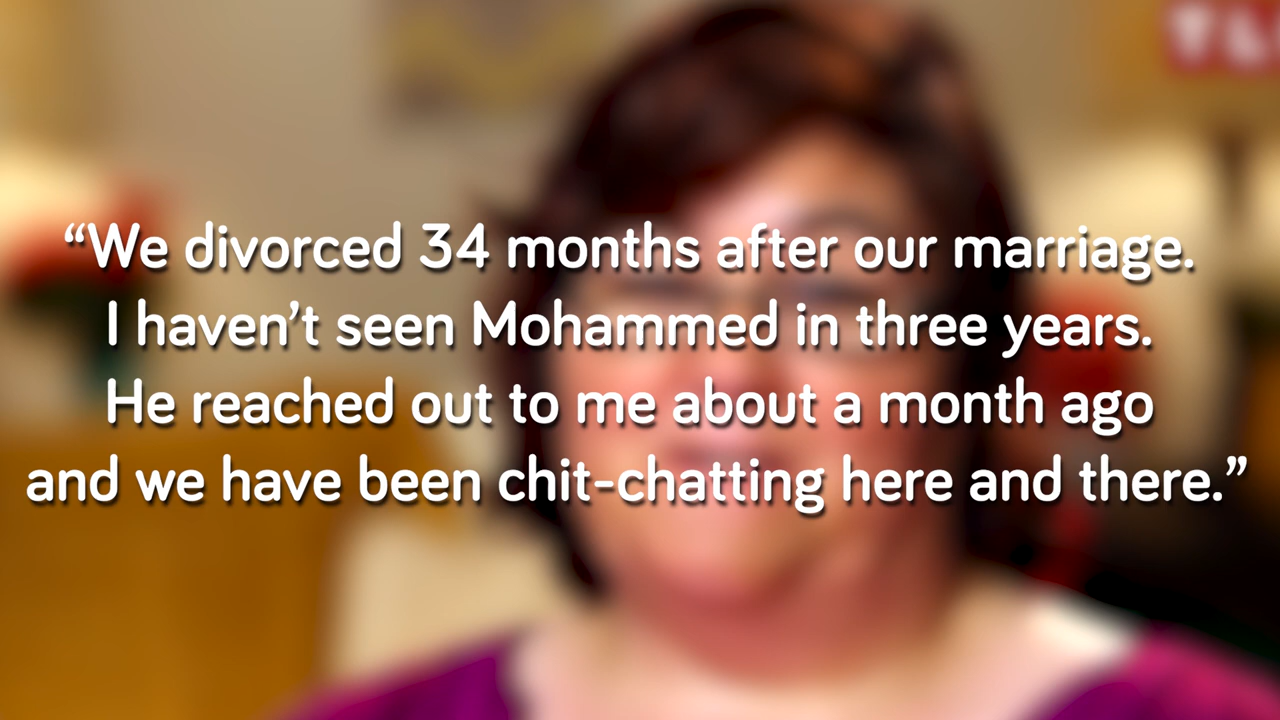 “We divorced 34 months after our marriage.
I haven’t seen Mohammed in three years.
He reached out to me about a month ago
and we have been chit-chatting here and there.”